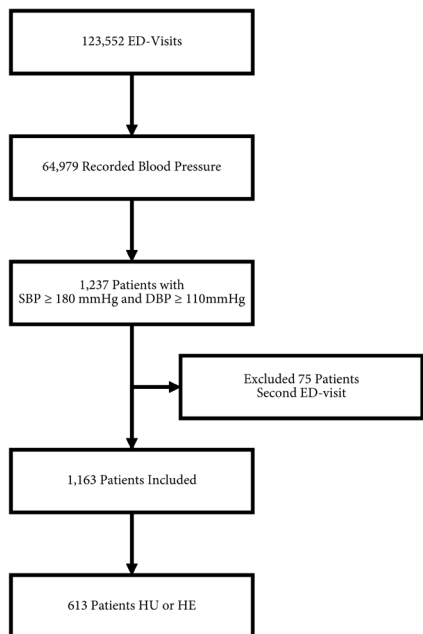 123,552 ED-Visits
64,979 Recorded Blood Pressure
1,237 Patients with
SBP ≥ 180 mmHg and DBP ≥ 110mmHg
Excluded 75 Patients
Second ED-visit
1,163 Patients Included
613 Patients HU or HE